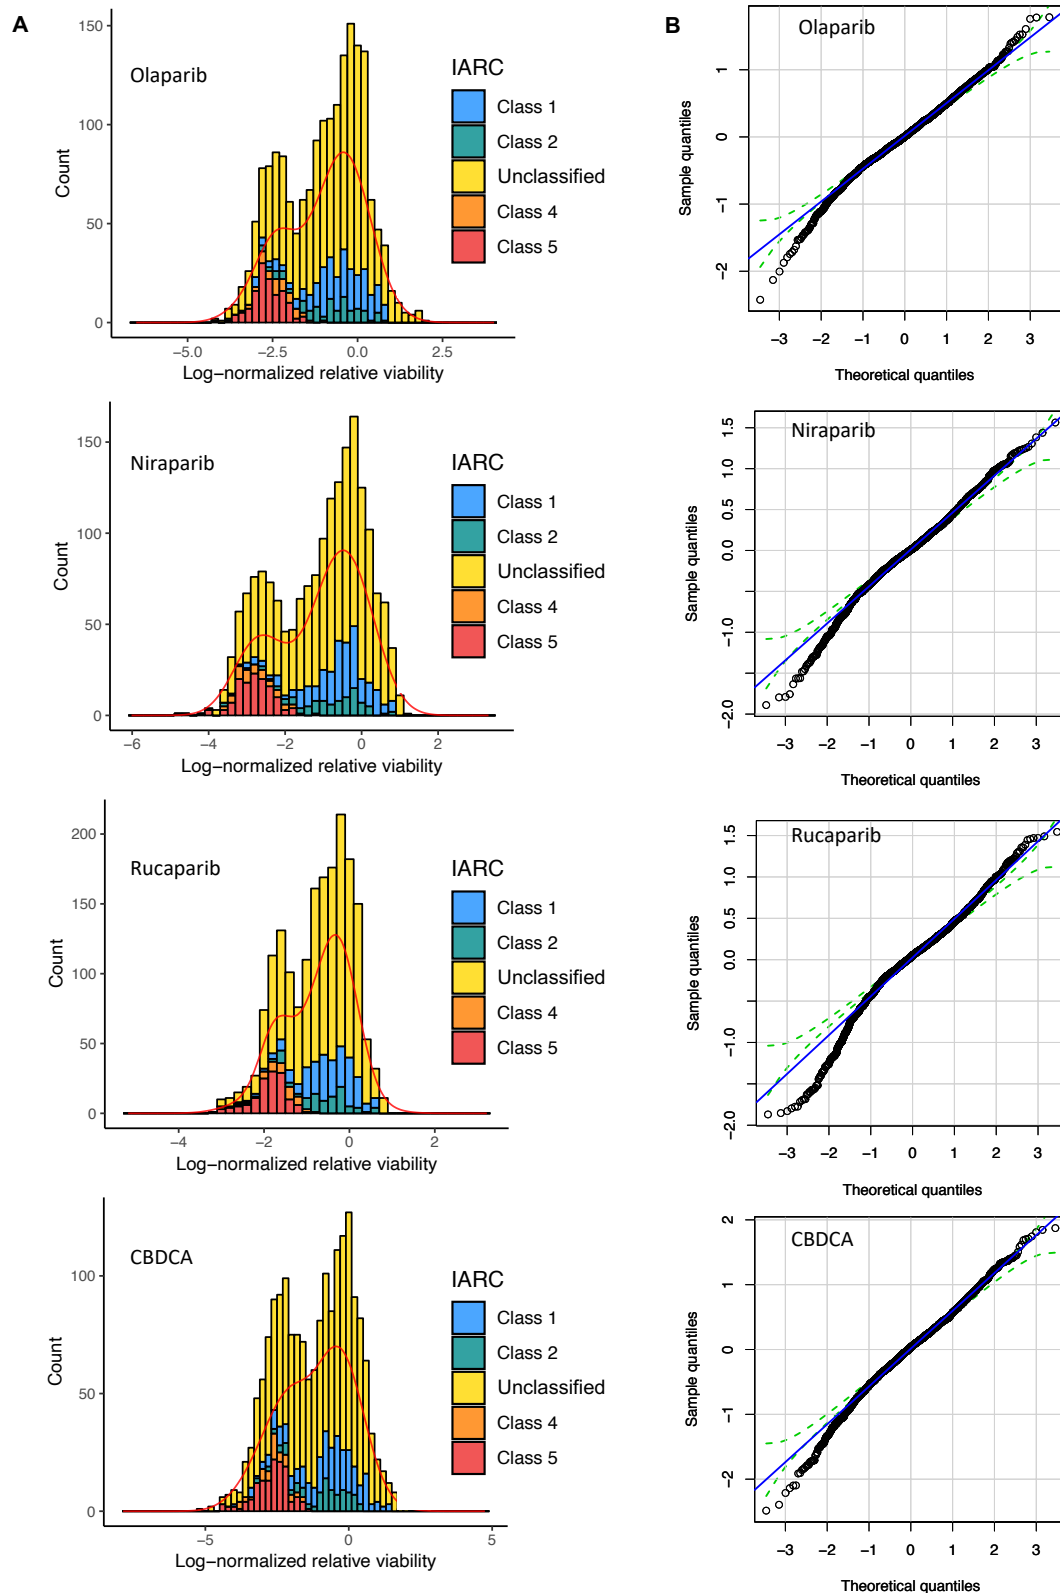 A
Olaparib
IARC
Class 1
Class 2
Unclassified
Class 4
Class 5
Count
150
100
50
0
−5.0 −2.5 0.0 2.5
Log−normalized relative viability
Niraparib
IARC
Class 1
Class 2
Unclassified
Class 4
Class 5
Count
150
100
50
0
−6 −4 −2 0 2
Log−normalized relative viability
Rucaparib
IARC
Class 1
Class 2
Unclassified
Class 4
Class 5
Count
200
150
100
50
0
−4 −2 0 2
Log−normalized relative viability
CBDCA
IARC
Class 1
Class 2
Unclassified
Class 4
Class 5
Count
100
50
0
−5 0 5
Log−normalized relative viability
B
Olaparib
Sample quantiles
1
0
−1
−2
−3 −2 −1 0 1 2 3
Theoretical quantiles
Niraparib
Sample quantiles
1.5
1.0
0.5
0.0
−1.0
−2.0
−3 −2 −1 0 1 2 3
Theoretical quantiles
Rucaparib
Sample quantiles
1.5
1.0
0.5
0.0
−1.0
−2.0
−3 −2 −1 0 1 2 3
Theoretical quantiles
CBDCA
Sample quantiles
2
1
0
−1
−2
−3 −2 −1 0 1 2 3
Theoretical quantiles